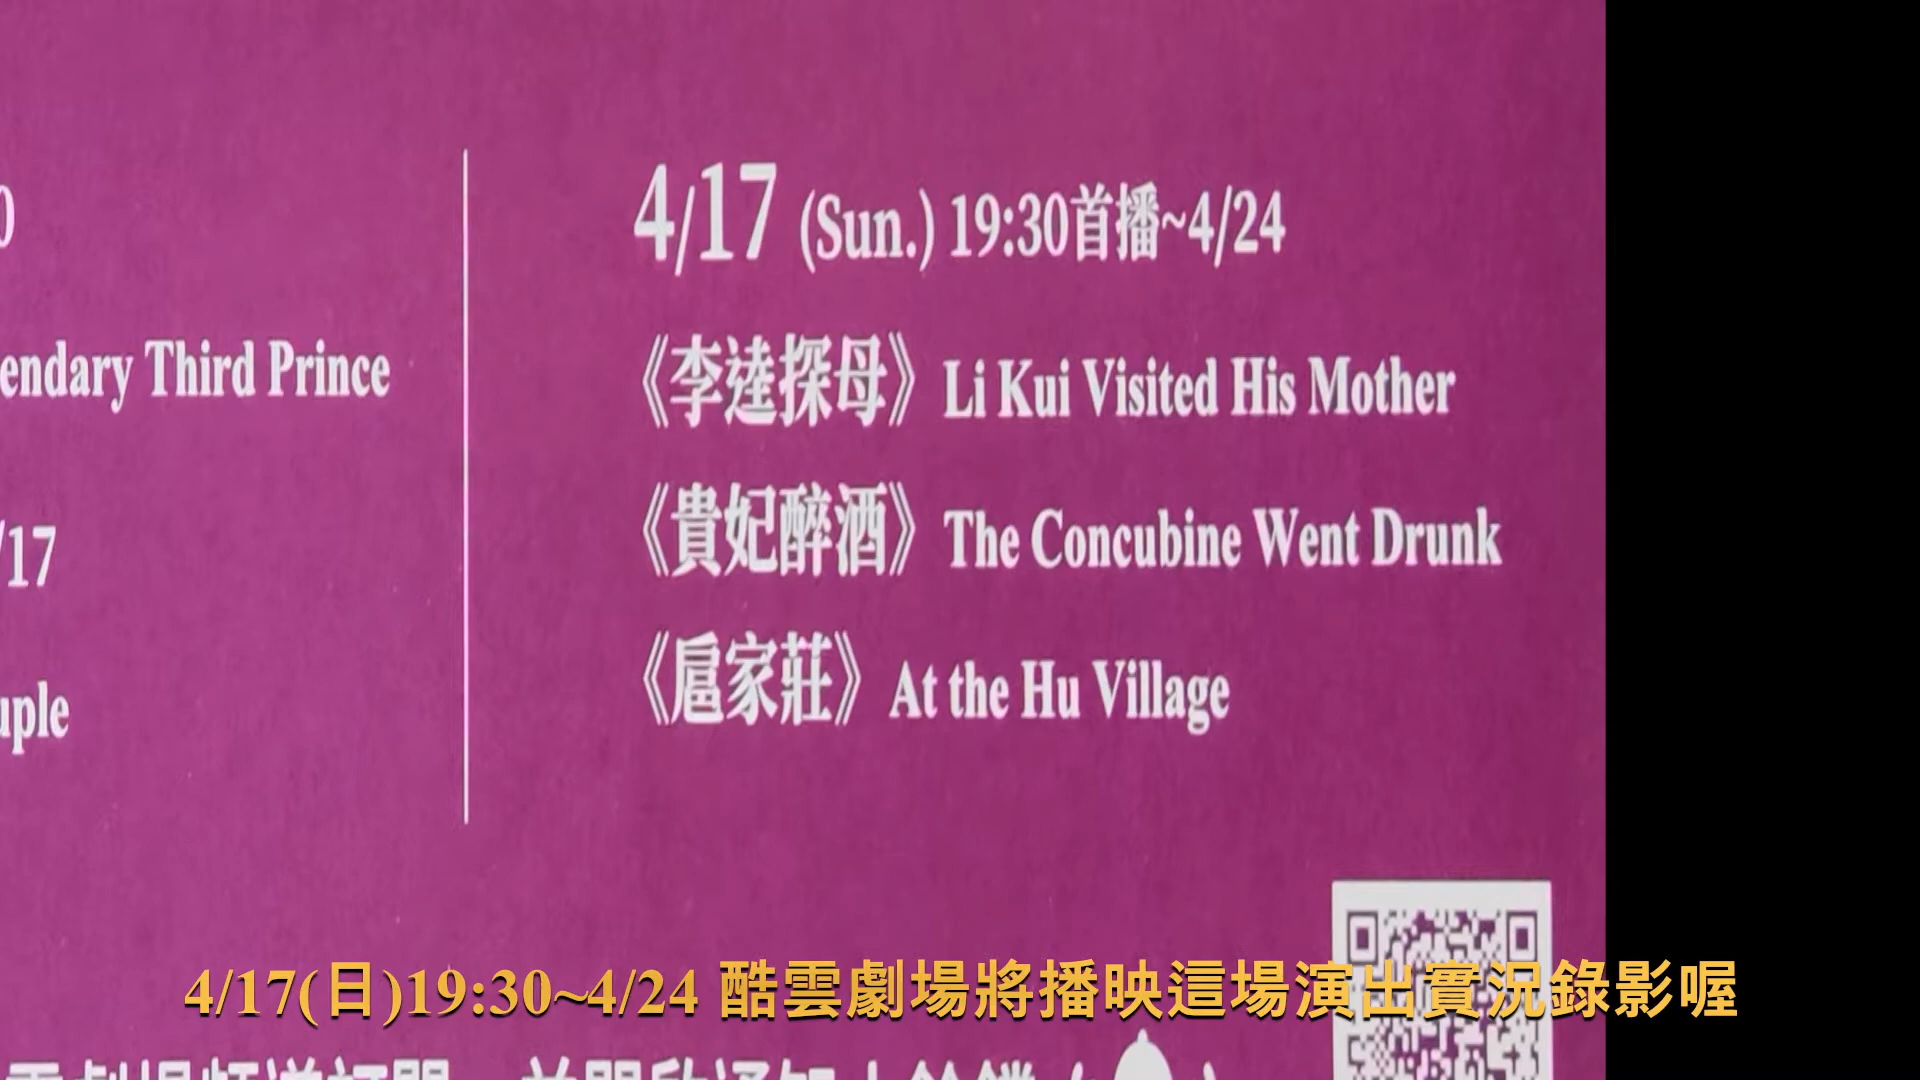 endary Third Prince
/17
uple
4/17 (Sun.) 19:30首播~4/24
《李逵探母》 Li Kui Visited His Mother
《貴妃醉酒》 The Concubine Went Drunk
《扈家莊》 At the Hu Village
4/17(日)19:30~4/24 酷雲劇場將播映這場演出實況錄影喔